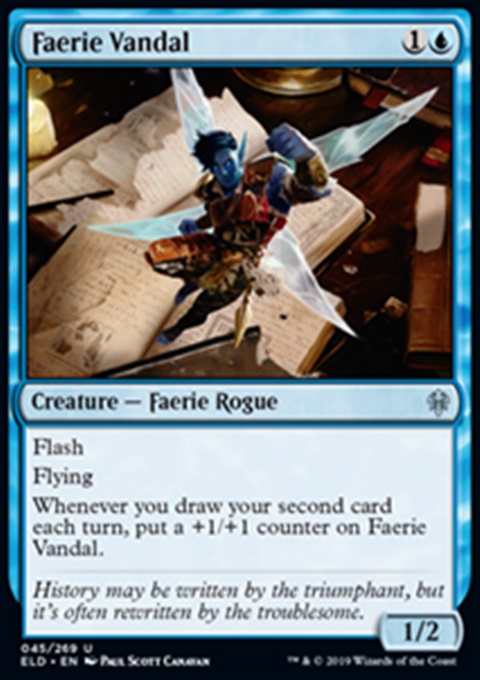 Faerie Vandal 1
Creature — Faerie Rogue
Flash
Flying
Whenever you draw your second card
each turn, put a +1/+1 counter on Faerie
Vandal.
History may be written by the triumphant, but
it's often rewritten by the troublesome.
1/2
045/269 U
ELD • EN Paul Scott Canavan
™ & © 2019 Wizards of the Coast